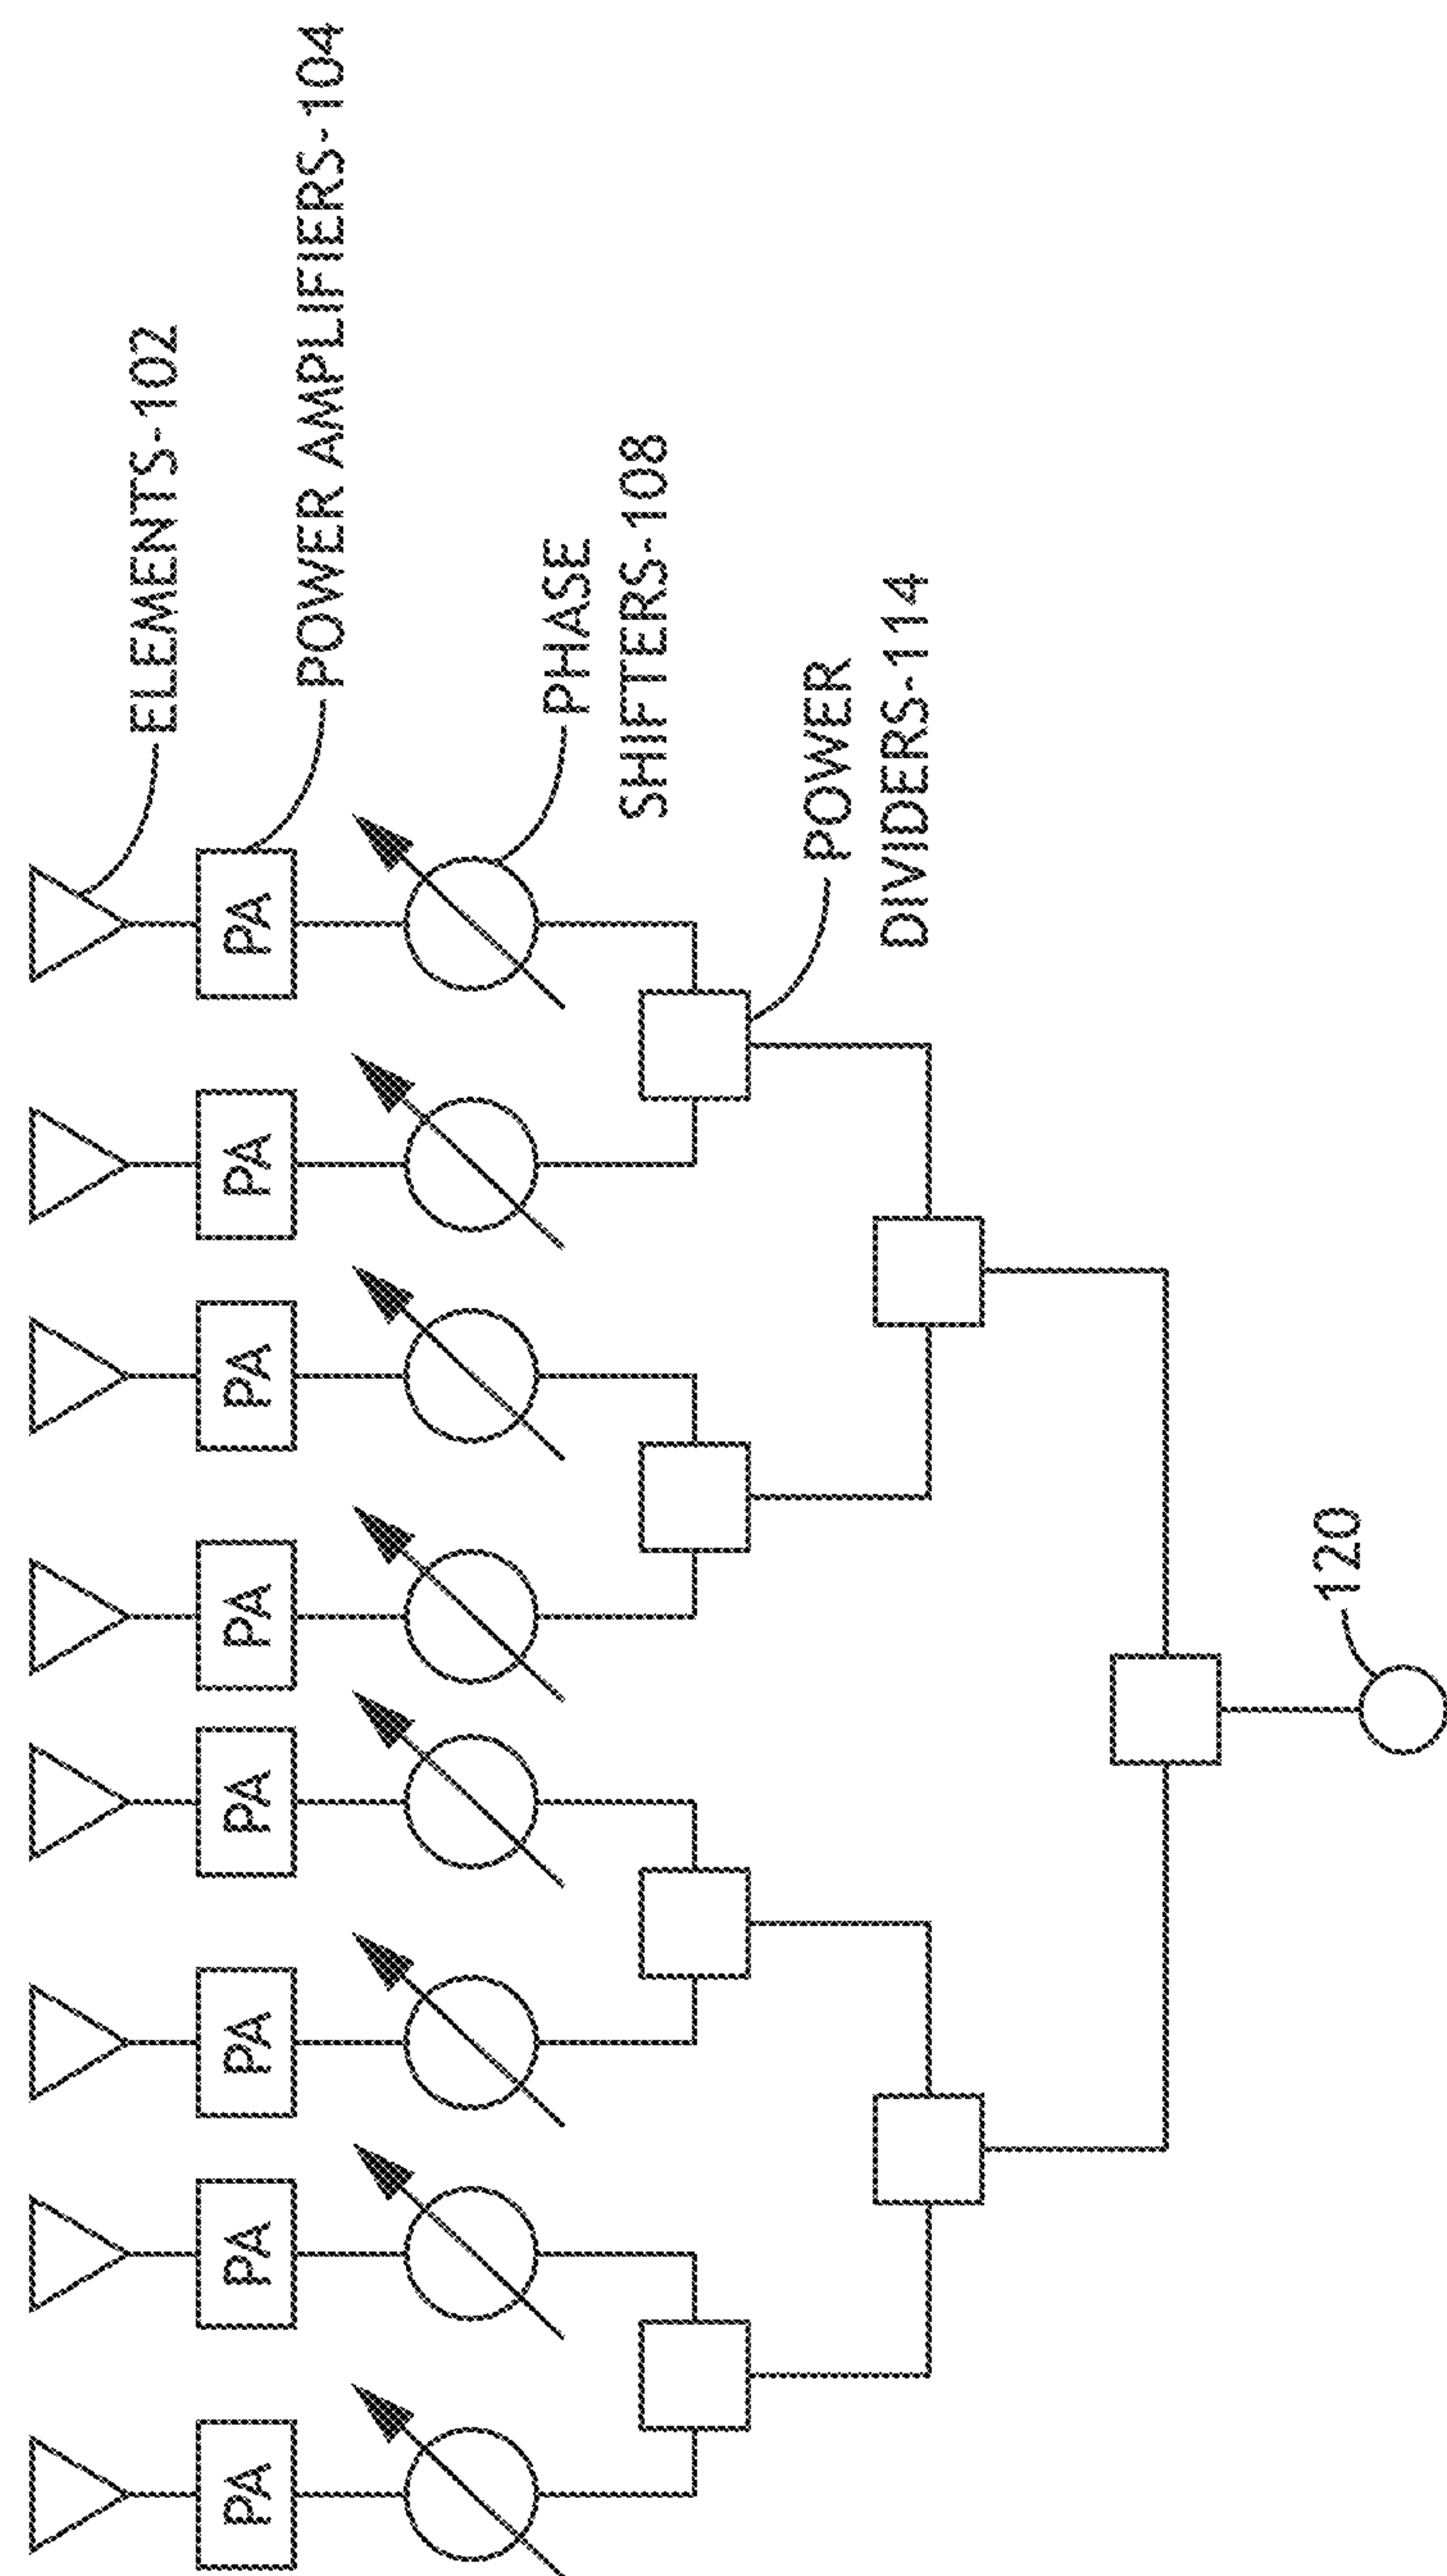 ELEMENTS-102
POWER AMPLIFIERS-104
PHASE
SHIFTERS-108
POWER
DIVIDERS-114
PA
PA
PA
PA
PA
PA
PA
PA
120